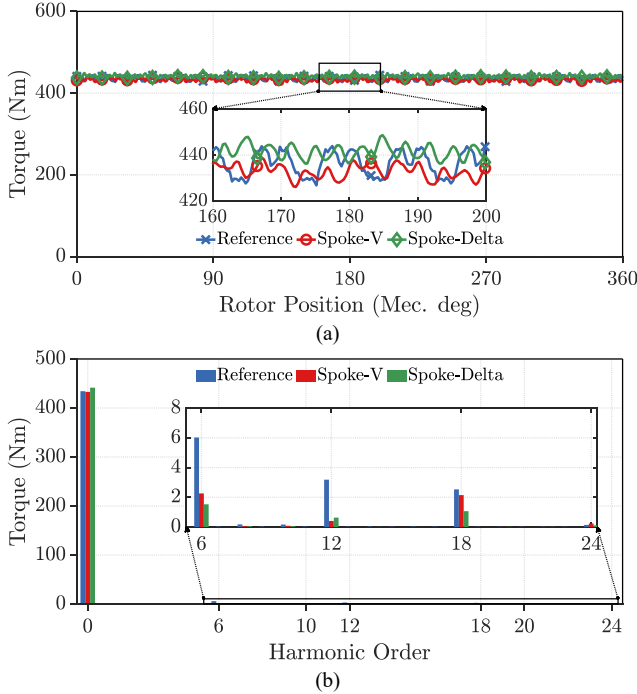 600
400
200
0
Torque (Nm)
460
440
420
160 170 180 190 200
Reference Spoke-V Spoke-Delta
0 90 180 270 360
Rotor Position (Mec. deg)
(a)
500
400
300
200
100
0
Torque (Nm)
Reference Spoke-V Spoke-Delta
8
6
4
2
0
6 12 18 24
0 6 10 12 18 20 24
Harmonic Order
(b)